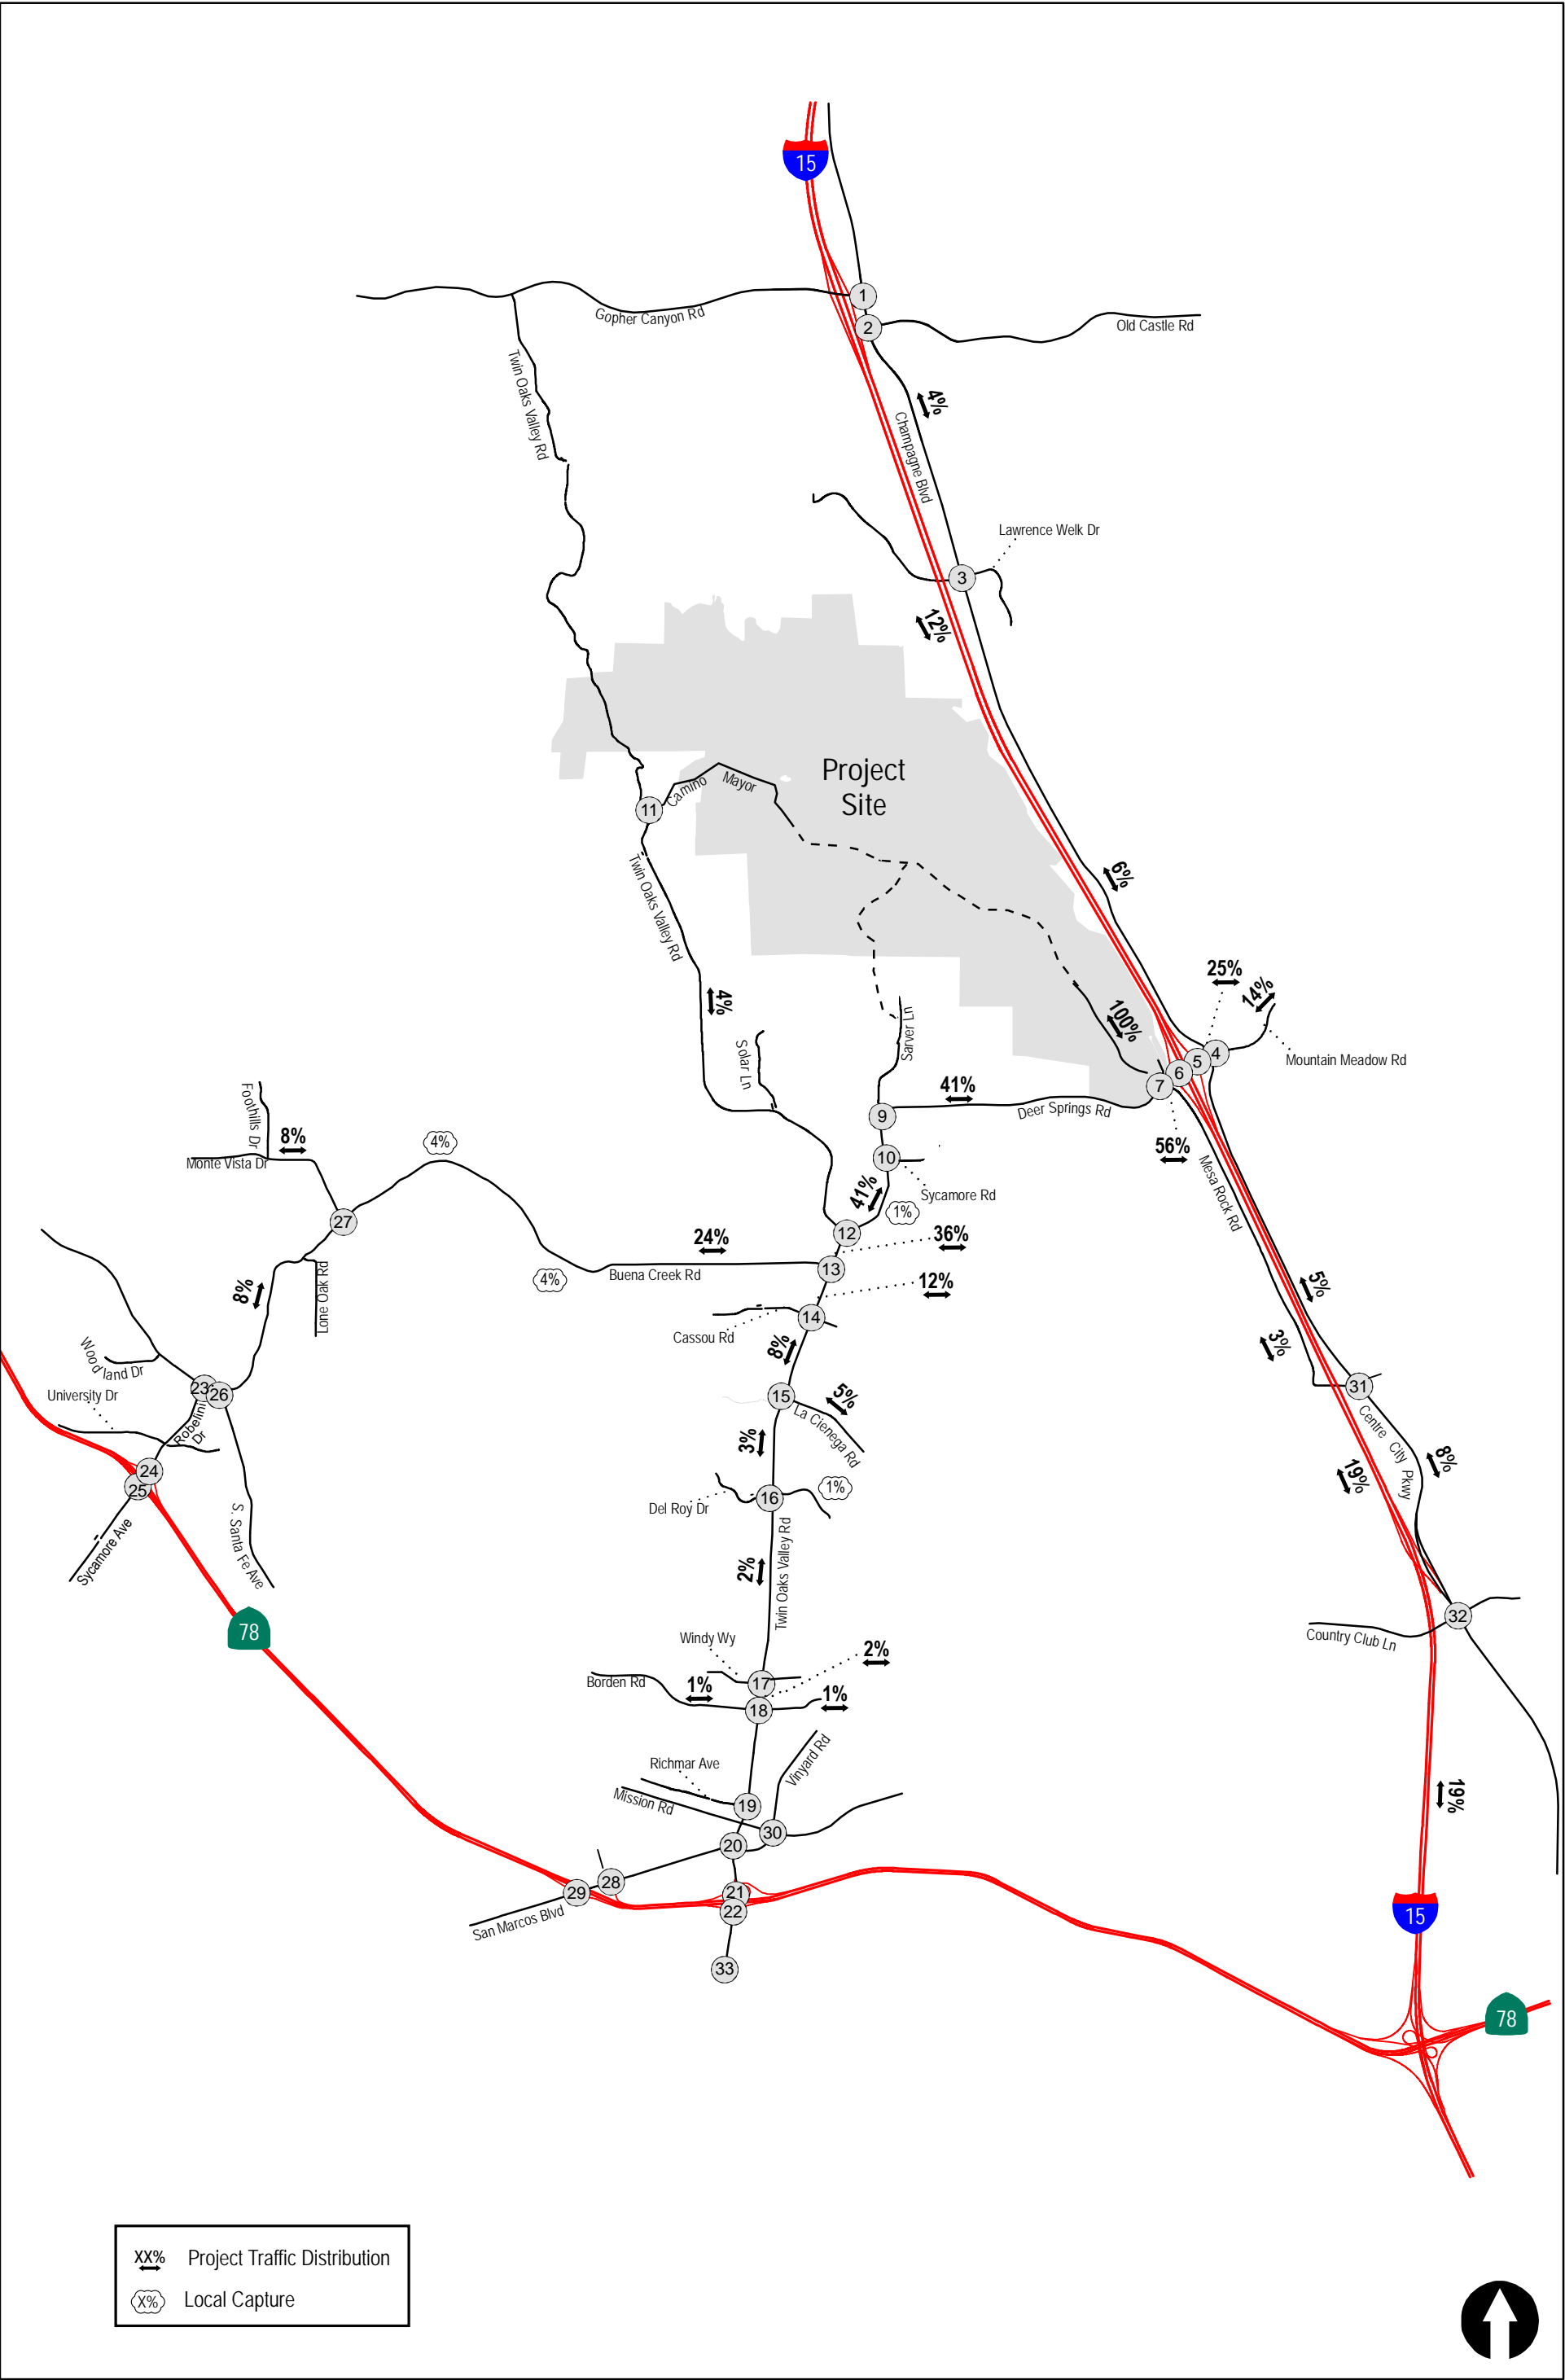 15
1
2
Gopher Canyon Rd
Old Castle Rd
Twin Oaks Valley Rd
4%
Champagne Blvd
Lawrence Welk Dr
3
12%
Project
Site
Camino Mayor
11
Twin Oaks Valley Rd
6%
25%
14%
4%
100%
Solar Ln
Sarver Ln
4
5
6
7
Mountain Meadow Rd
41%
Deer Springs Rd
9
56%
Foothills Dr
8%
Monte Vista Dr
4%
10
Mesa Rock Rd
41%
Sycamore Rd
1%
27
12
24%
36%
13
Buena Creek Rd
4%
12%
8%
Lone Oak Rd
14
Cassou Rd
8%
5%
3%
Woodland Dr
University Dr
23
26
Robelini
Dr
15
5%
La Cienega Rd
31
Centre City Pkwy
3%
8%
19%
24
25
Sycamore Ave
S. Santa Fe Ave
16
1%
Del Roy Dr
2%
Twin Oaks Valley Rd
78
32
Country Club Ln
Windy Wy
2%
17
Borden Rd
1%
1%
18
Richmar Ave
Vinyard Rd
Mission Rd
19
30
20
19%
28
29
21
22
San Marcos Blvd
15
33
78
XX% Project Traffic Distribution
X% Local Capture